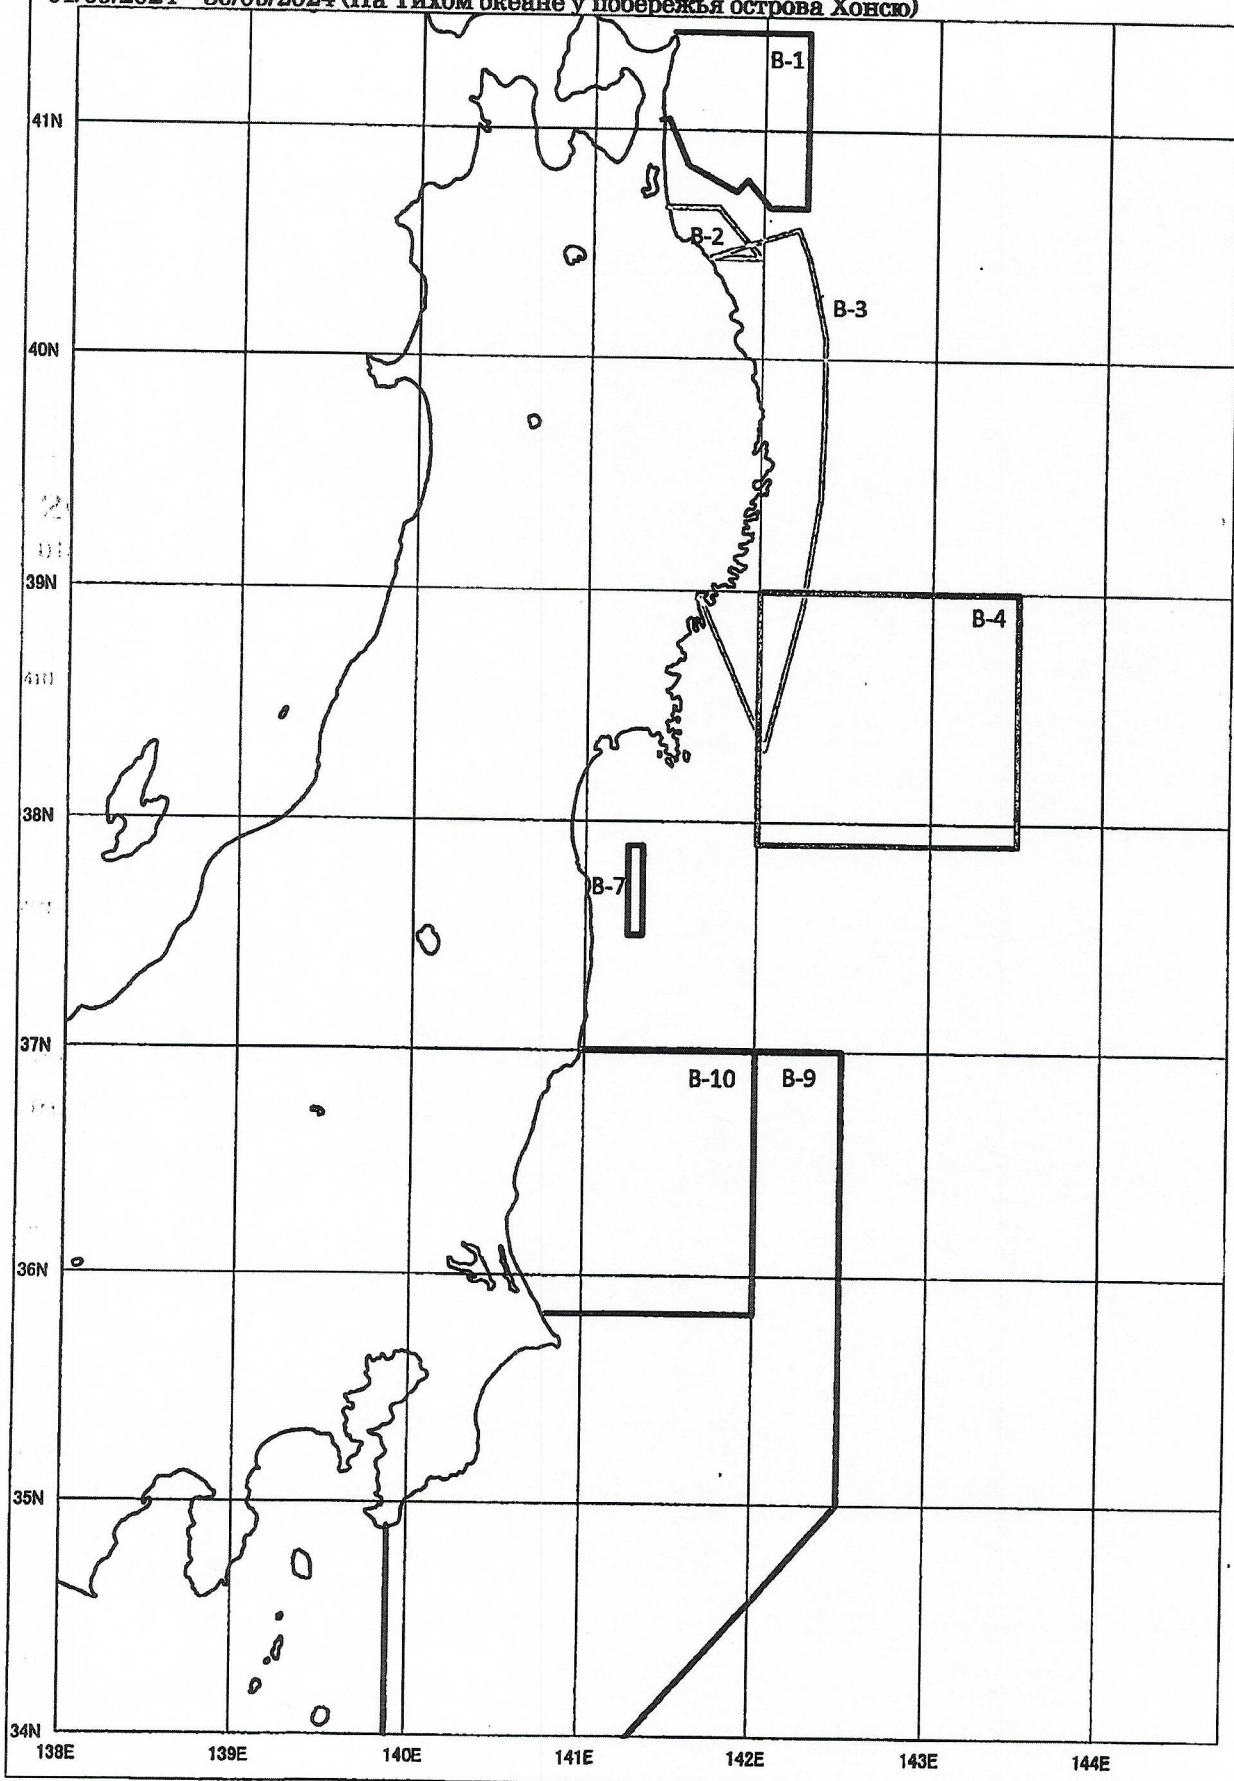 (На Тихом океане у побережья острова Хонсю)
B-1
41N
B-2
B-3
40N
39N
B-4
38N
B-7
37N
B-10
B-9
36N
35N
34N
138E 139E 140E 141E 142E 143E 144E